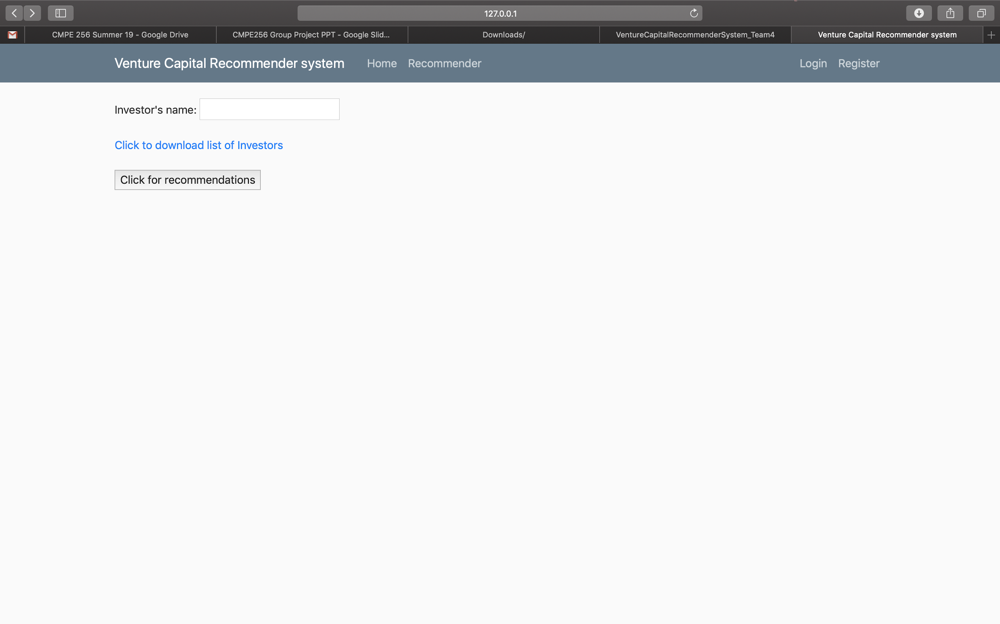 127.0.0.1
CMPE 256 Summer 19 - Google Drive
CMPE256 Group Project PPT - Google Slid...
Downloads/
VentureCapitalRecommenderSystem_Team4
Venture Capital Recommender system
Venture Capital Recommender system Home Recommender Login Register
Investor's name:
Click to download list of Investors
Click for recommendations